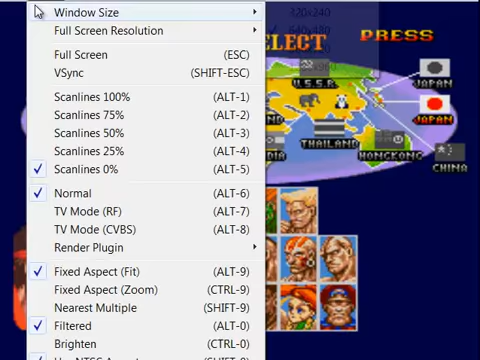 Window Size
320x240
Full Screen Resolution
640x480
SELECT
PRESS
Full Screen (ESC)
VSync (SHIFT-ESC)
U.S.S.R
JAPAN
Scanlines 100% (ALT-1)
Scanlines 75% (ALT-2)
JAPAN
Scanlines 50% (ALT-3)
Scanlines 25% (ALT-4)
THAILAND
HONGKONG
Scanlines 0% (ALT-5)
CHINA
Normal (ALT-6)
TV Mode (RF) (ALT-7)
TV Mode (CVBS) (ALT-8)
Render Plugin
Fixed Aspect (Fit) (ALT-9)
Fixed Aspect (Zoom) (CTRL-9)
Nearest Multiple (SHIFT-9)
Filtered (ALT-0)
Brighten (CTRL-0)